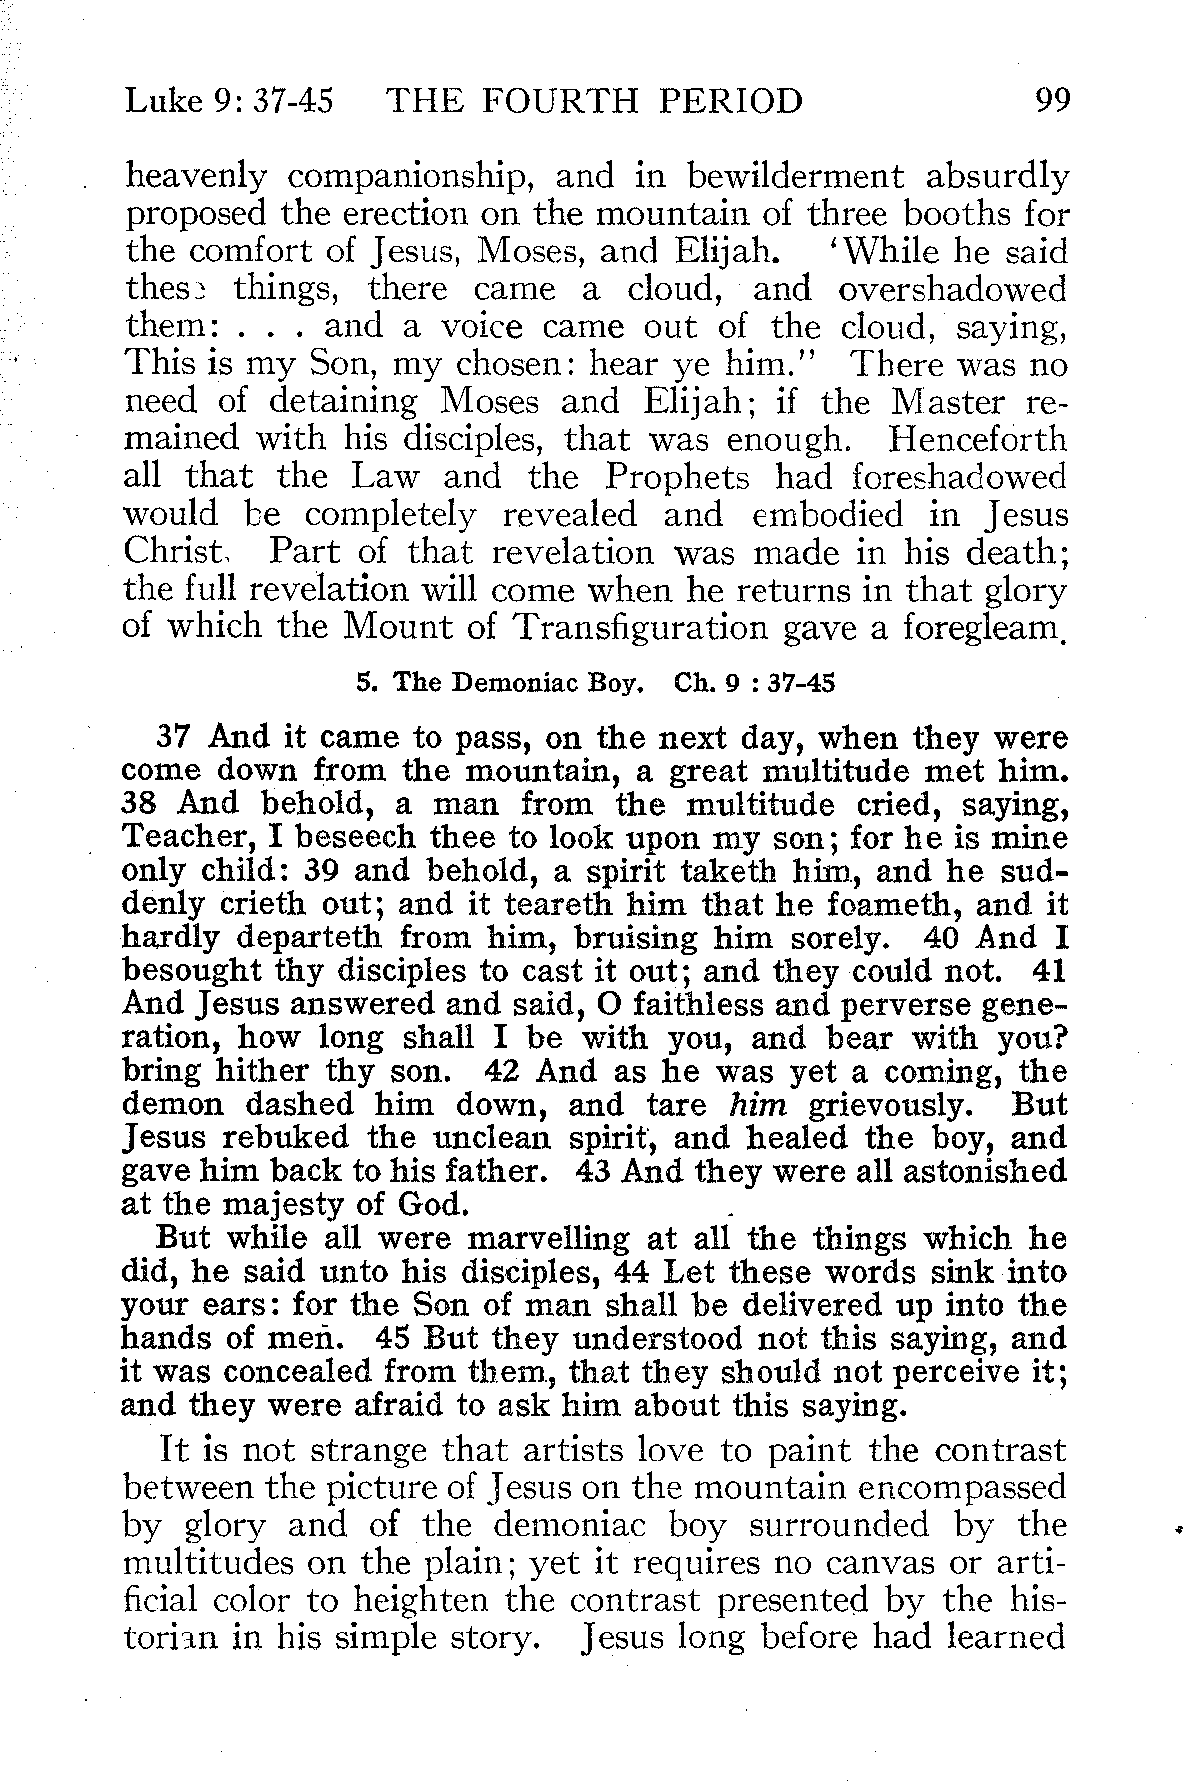 Luke 9: 37-45 THE FOURTH PERIOD 99
heavenly companionship, and in bewilderment absurdly
proposed the erection on the mountain of three booths for
the comfort of Jesus, Moses, and Elijah. ‘While he said
these things, there came a cloud, and overshadowed
them: . . . and a voice came out of the cloud, saying,
This is my Son, my chosen: hear ye him.” There was no
need of detaining Moses and Elijah; if the Master re-
mained with his disciples, that was enough. Henceforth
all that the Law and the Prophets had foreshadowed
would be completely revealed and embodied in Jesus
Christ. Part of that revelation was made in his death;
the full revelation will come when he returns in that glory
of which the Mount of Transfiguration gave a foregleam.
5. The Demoniac Boy. Ch. 9 : 37-45
37 And it came to pass, on the next day, when they were
come down from the mountain, a great multitude met him.
38 And behold, a man from the multitude cried, saying,
Teacher, I beseech thee to look upon my son; for he is mine
only child: 39 and behold, a spirit taketh him, and he sud-
denly crieth out; and it teareth him that he foameth, and it
hardly departeth from him, bruising him sorely. 40 And I
besought thy disciples to cast it out; and they could not. 41
And Jesus answered and said, O faithless and perverse gene-
ration, how long shall I be with you, and bear with you?
bring hither thy son. 42 And as he was yet a coming, the
demon dashed him down, and tare him grievously. But
Jesus rebuked the unclean spirit, and healed the boy, and
gave him back to his father. 43 And they were all astonished
at the majesty of God.
But while all were marvelling at all the things which he
did, he said unto his disciples, 44 Let these words sink into
your ears: for the Son of man shall be delivered up into the
hands of men. 45 But they understood not this saying, and
it was concealed from them, that they should not perceive it;
and they were afraid to ask him about this saying.
It is not strange that artists love to paint the contrast
between the picture of Jesus on the mountain encompassed
by glory and of the demoniac boy surrounded by the
multitudes on the plain; yet it requires no canvas or arti-
ficial color to heighten the contrast presented by the his-
torian in his simple story. Jesus long before had learned